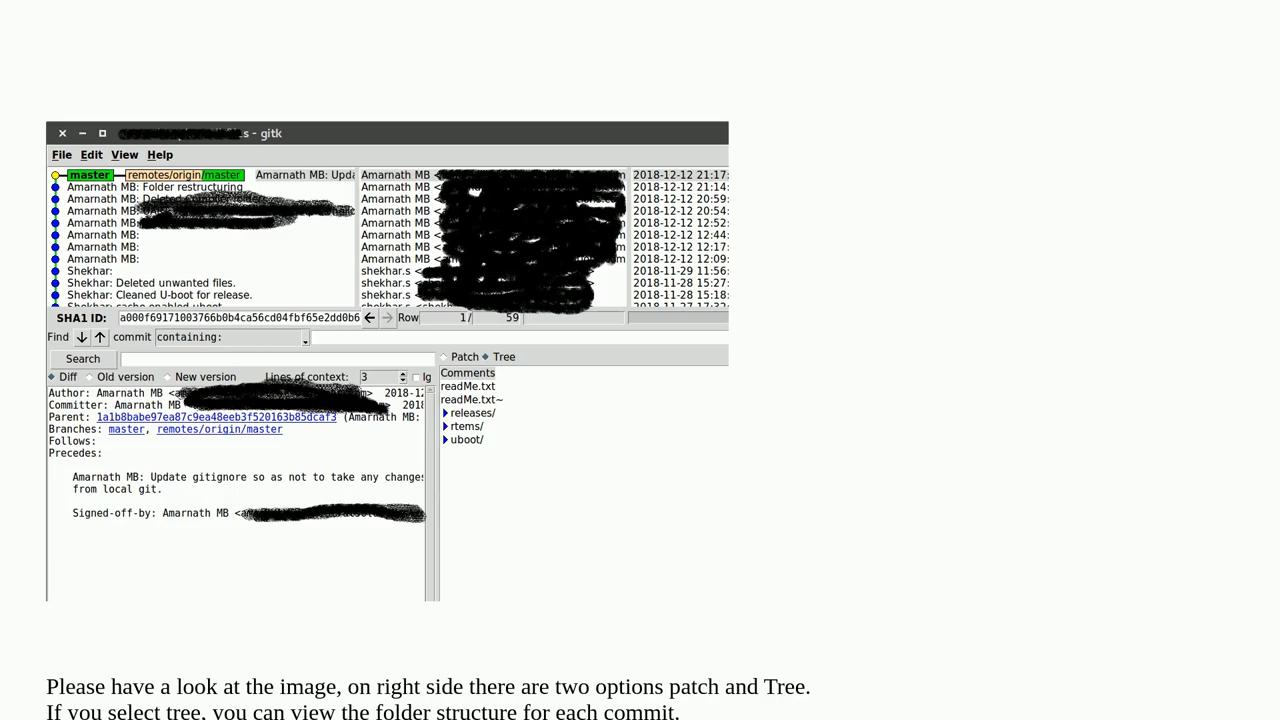 s - gitk
File Edit View Help
master remotes/origin/master Amarnath MB: Upda Amarnath MB < 2018-12-12 21:17:
Amarnath MB: Folder restructuring Amarnath MB < 2018-12-12 21:14:
Amarnath MB: Deleted Amarnath MB < 2018-12-12 20:59:
Amarnath MB: Amarnath MB < 2018-12-12 20:54:
Amarnath MB: Amarnath MB < 2018-12-12 12:52:
Amarnath MB: Amarnath MB < 2018-12-12 12:44:
Amarnath MB: Amarnath MB < 2018-12-12 12:17:
Amarnath MB: Amarnath MB < 2018-12-12 12:09:
Shekhar: shekhar.s < 2018-11-29 11:56:
Shekhar: Deleted unwanted files. shekhar.s < 2018-11-28 15:27:
Shekhar: Cleaned U-boot for release. shekhar.s < 2018-11-28 15:18:
SHA1 ID: a000f69171003766b0b4ca56cd04fbf65e2dd0b6 Row 1/ 59
Find commit containing:
Search Patch Tree
Diff Old version New version Lines of context: 3 Ig
Comments
Author: Amarnath MB <a > 2018-12
readMe.txt
Committer: Amarnath MB 2018
readMe.txt~
Parent: 1a1b8babe97ea87c9ea48eeb3f520163b85dcaf3 (Amarnath MB:
releases/
Branches: master, remotes/origin/master
rtems/
Follows:
uboot/
Precedes:
Amarnath MB: Update gitignore so as not to take any changes
from local git.
Signed-off-by: Amarnath MB <a
Please have a look at the image, on right side there are two options patch and Tree.
If you select tree, you can view the folder structure for each commit.